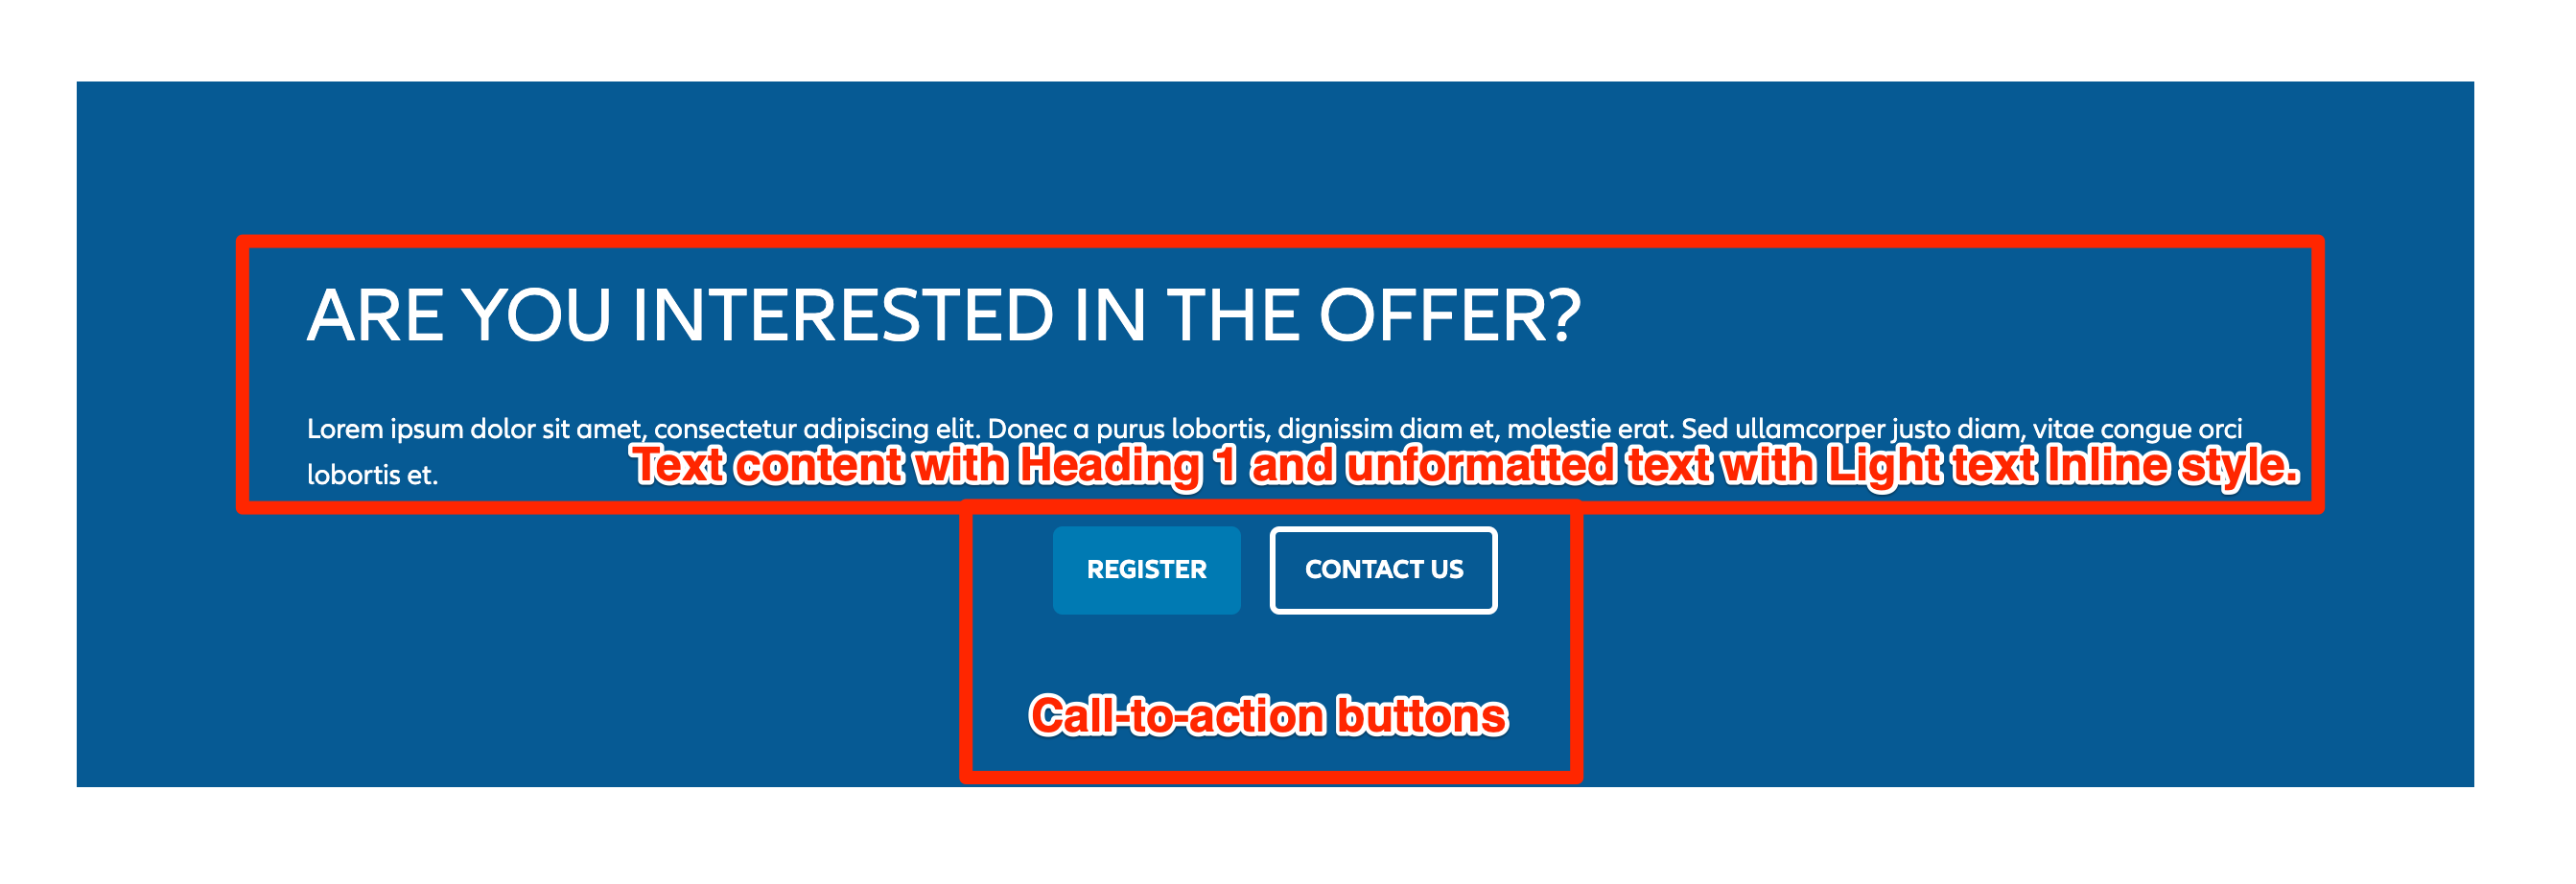 ARE YOU INTERESTED IN THE OFFER?
Lorem ipsum dolor sit amet, consectetur adipiscing elit. Donec a purus lobortis, dignissim diam et, molestie erat. Sed ullamcorper justo diam, vitae congue orci
lobortis et.
Text content with Heading 1 and unformatted text with Light text Inline style.
REGISTER
CONTACT US
Call-to-action buttons